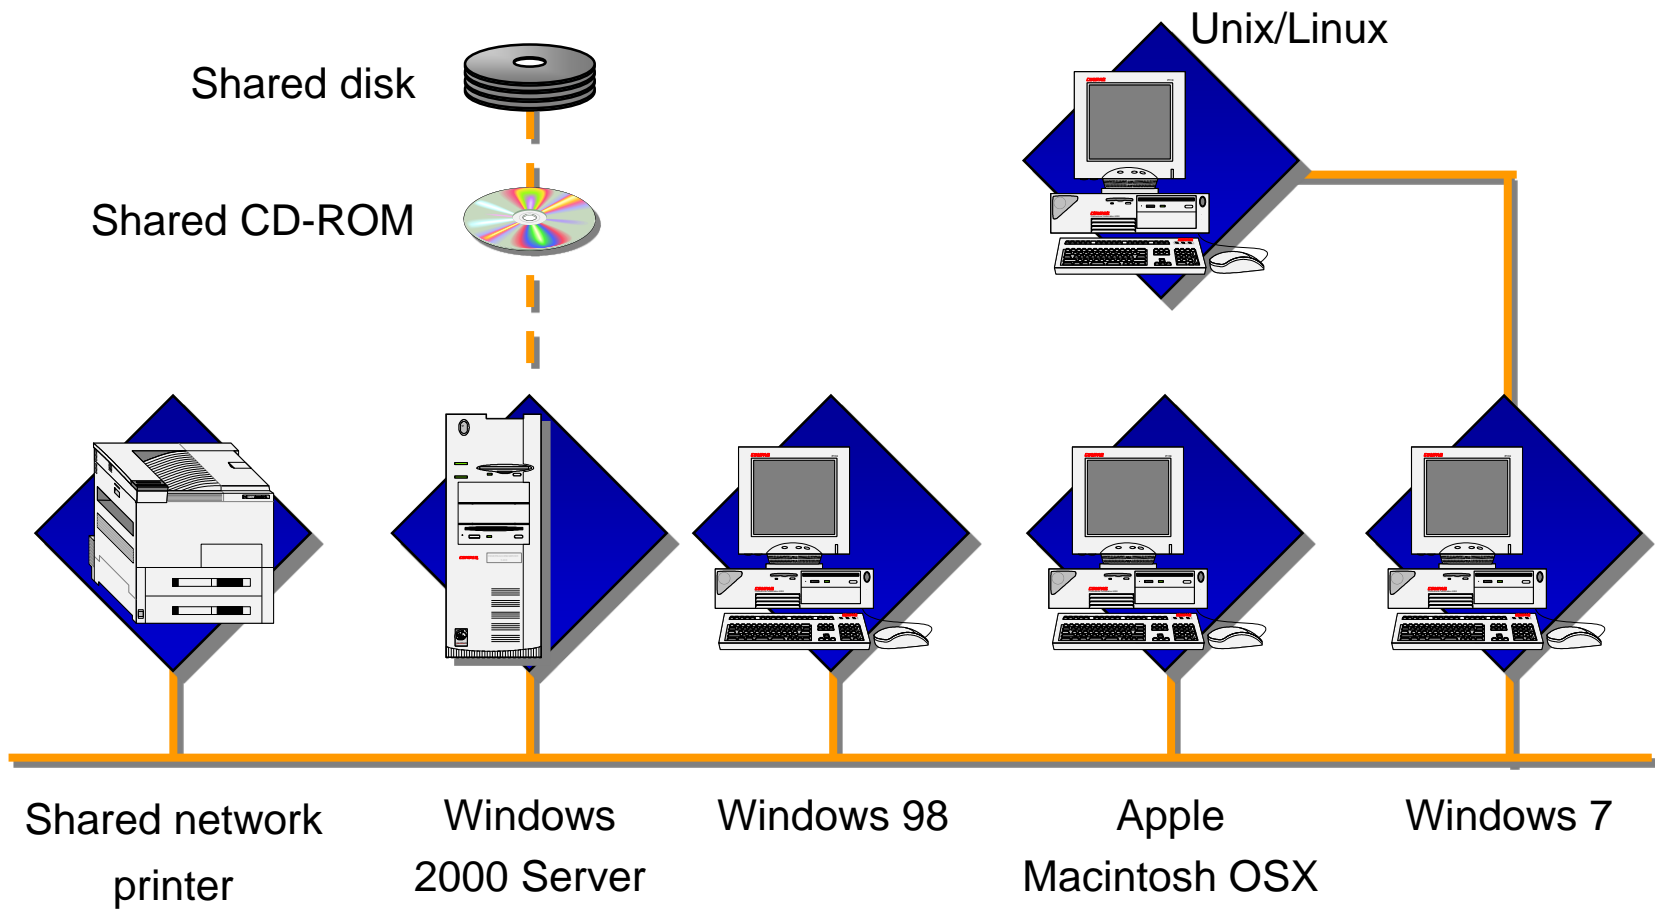 Unix/Linux
Shared disk
Shared CD-ROM
Shared network
printer
Windows
2000 Server
Windows 98
Apple
Macintosh OSX
Windows 7